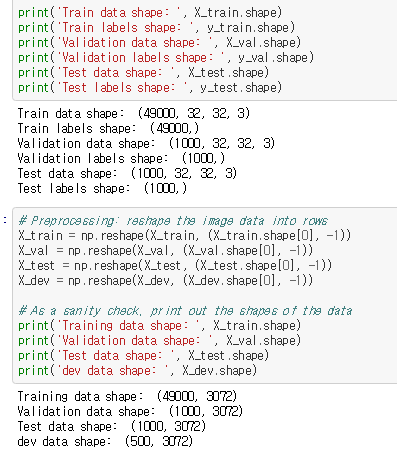 print('Train data shape: ', X_train.shape)
print('Train labels shape: ', y_train.shape)
print('Validation data shape: ', X_val.shape)
print('Validation labels shape: ', y_val.shape)
print('Test data shape: ', X_test.shape)
print('Test labels shape: ', y_test.shape)
Train data shape:  (49000, 32, 32, 3)
Train labels shape:  (49000,)
Validation data shape:  (1000, 32, 32, 3)
Validation labels shape:  (1000,)
Test data shape:  (1000, 32, 32, 3)
Test labels shape:  (1000,)
:
# Preprocessing: reshape the image data into rows
X_train = np.reshape(X_train, (X_train.shape[0], -1))
X_val = np.reshape(X_val, (X_val.shape[0], -1))
X_test = np.reshape(X_test, (X_test.shape[0], -1))
X_dev = np.reshape(X_dev, (X_dev.shape[0], -1))
# As a sanity check, print out the shapes of the data
print('Training data shape: ', X_train.shape)
print('Validation data shape: ', X_val.shape)
print('Test data shape: ', X_test.shape)
print('dev data shape: ', X_dev.shape)
Training data shape:  (49000, 3072)
Validation data shape:  (1000, 3072)
Test data shape:  (1000, 3072)
dev data shape:  (500, 3072)